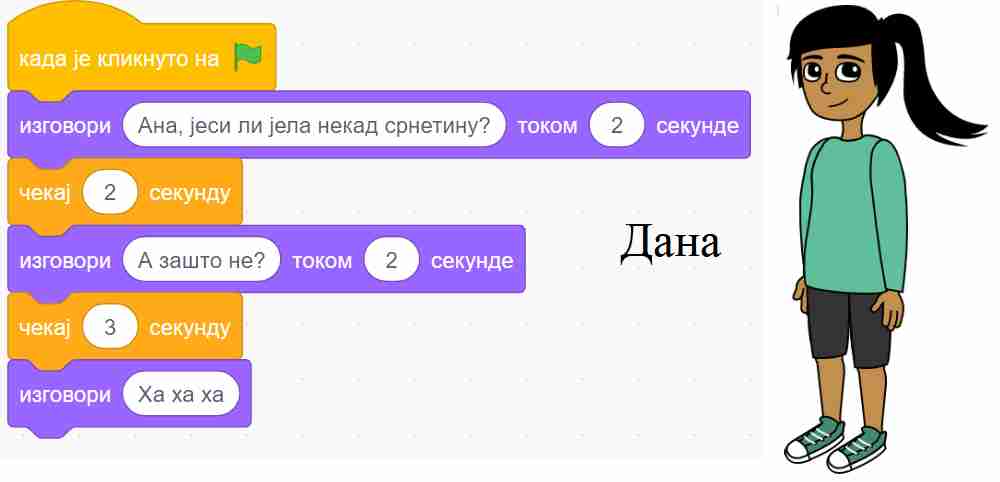 када је кликнуто на
изговори Ана, јеси ли јела некад срнетину? током 2 секунде
чекај 2 секунду
изговори А зашто не? током 2 секунде
Дана
чекај 3 секунду
изговори Ха ха ха